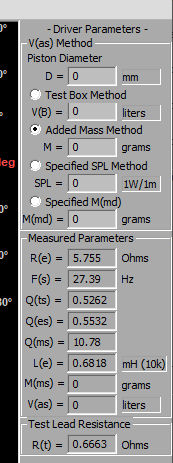 0°
- Driver Parameters -
V(as) Method
Piston Diameter
D = 0 mm
Test Box Method
V(B) = 0 liters
Added Mass Method
M = 0 grams
deg
Specified SPL Method
SPL = 0 1W/1m
Specified M(md)
M(md) = 0 grams
Measured Parameters
R(e) = 5.755 Ohms
F(s) = 27.39 Hz
Q(ts) = 0.5262
Q(es) = 0.5532
Q(ms) = 10.78
L(e) = 0.6818 mH (10k)
M(ms) = 0 grams
V(as) = 0 liters
Test Lead Resistance
R(t) = 0.6663 Ohms